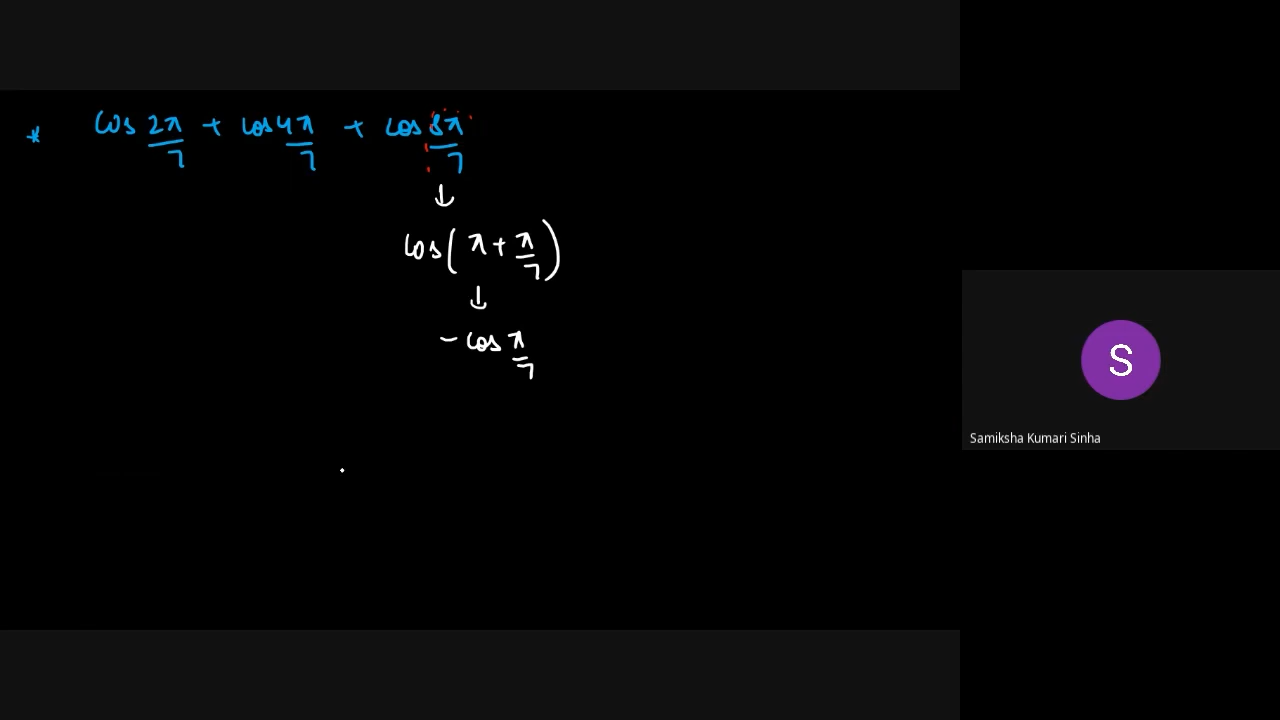 * cos 2π/7 + cos 4π/7 + cos 8π/7
↓
cos(π + π/7)
↓
- cos π/7
S
Samiksha Kumari Sinha